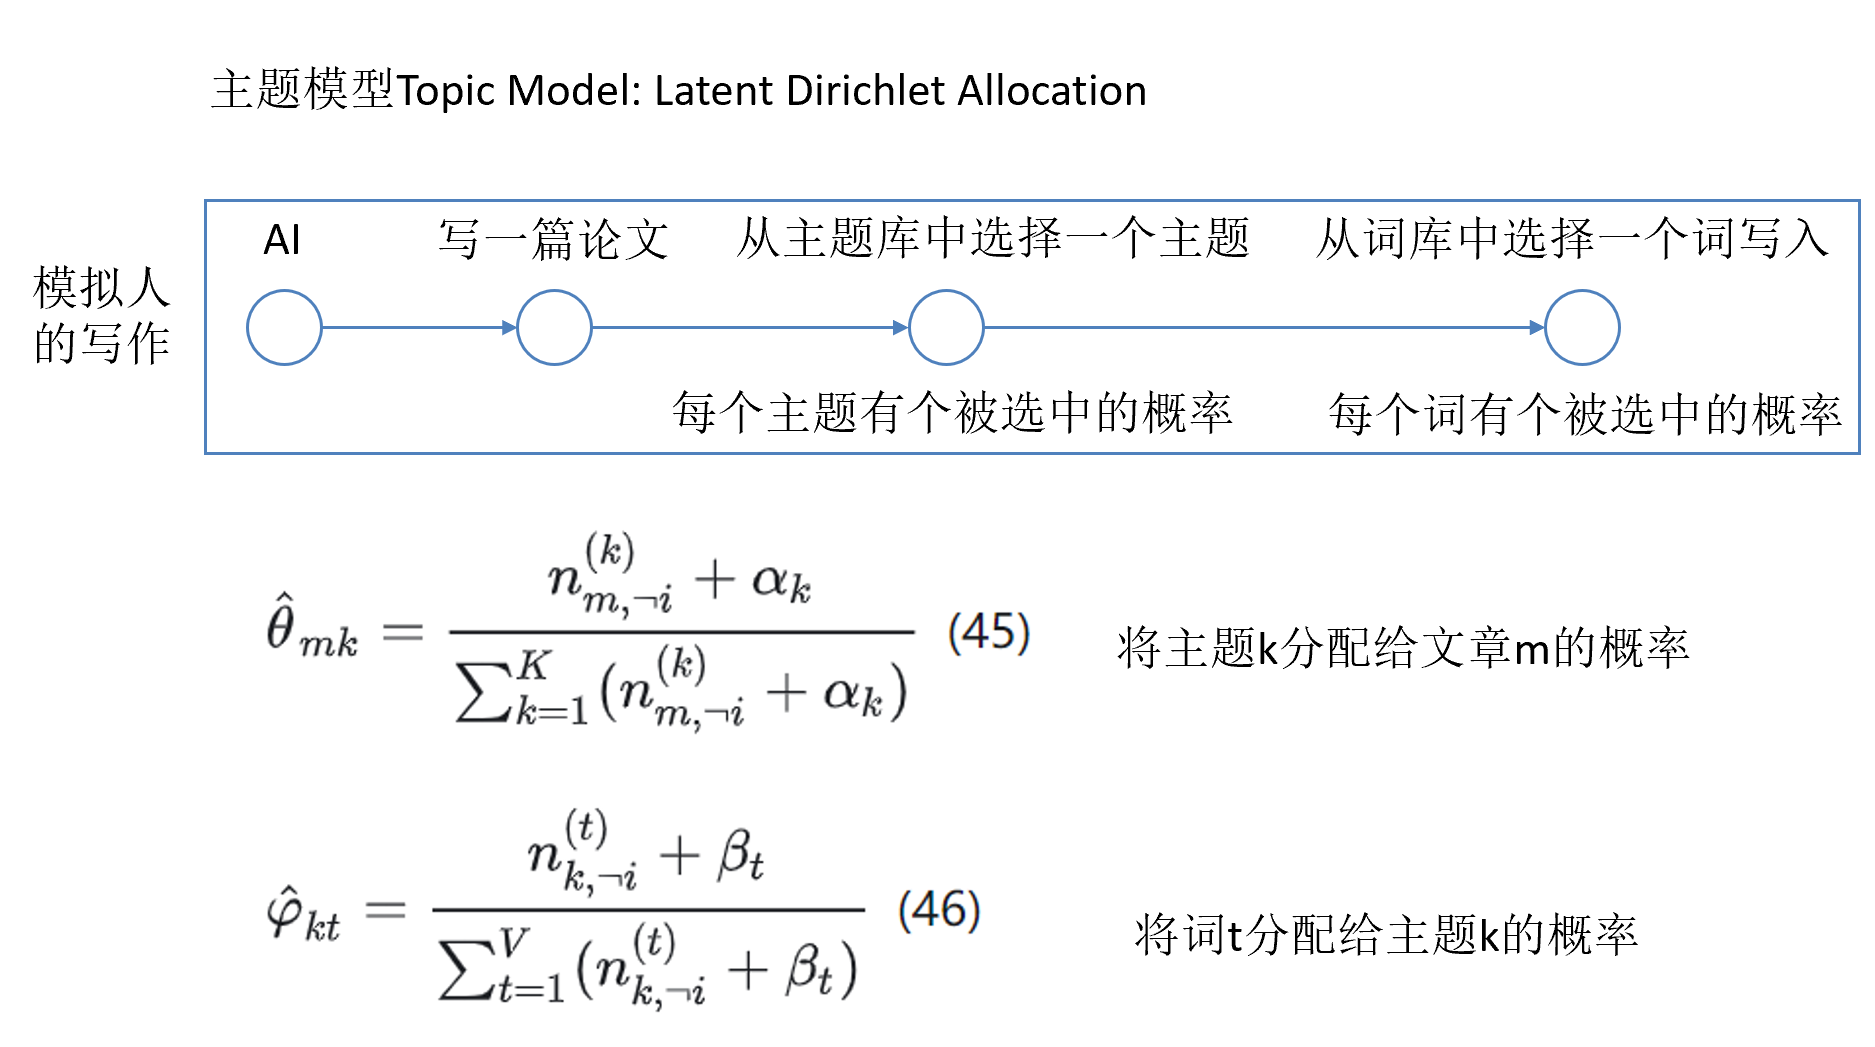 主题模型Topic Model: Latent Dirichlet Allocation
模拟人
的写作
AI
写一篇论文
从主题库中选择一个主题
从词库中选择一个词写入
每个主题有个被选中的概率
每个词有个被选中的概率
$\hat{\theta}_{mk} = \frac{n_{m,\neg i}^{(k)} + \alpha_k}{\sum_{k=1}^{K} (n_{m,\neg i}^{(k)} + \alpha_k)}$ (45)
将主题k分配给文章m的概率
$\hat{\varphi}_{kt} = \frac{n_{k,\neg i}^{(t)} + \beta_t}{\sum_{t=1}^{V} (n_{k,\neg i}^{(t)} + \beta_t)}$ (46)
将词t分配给主题k的概率